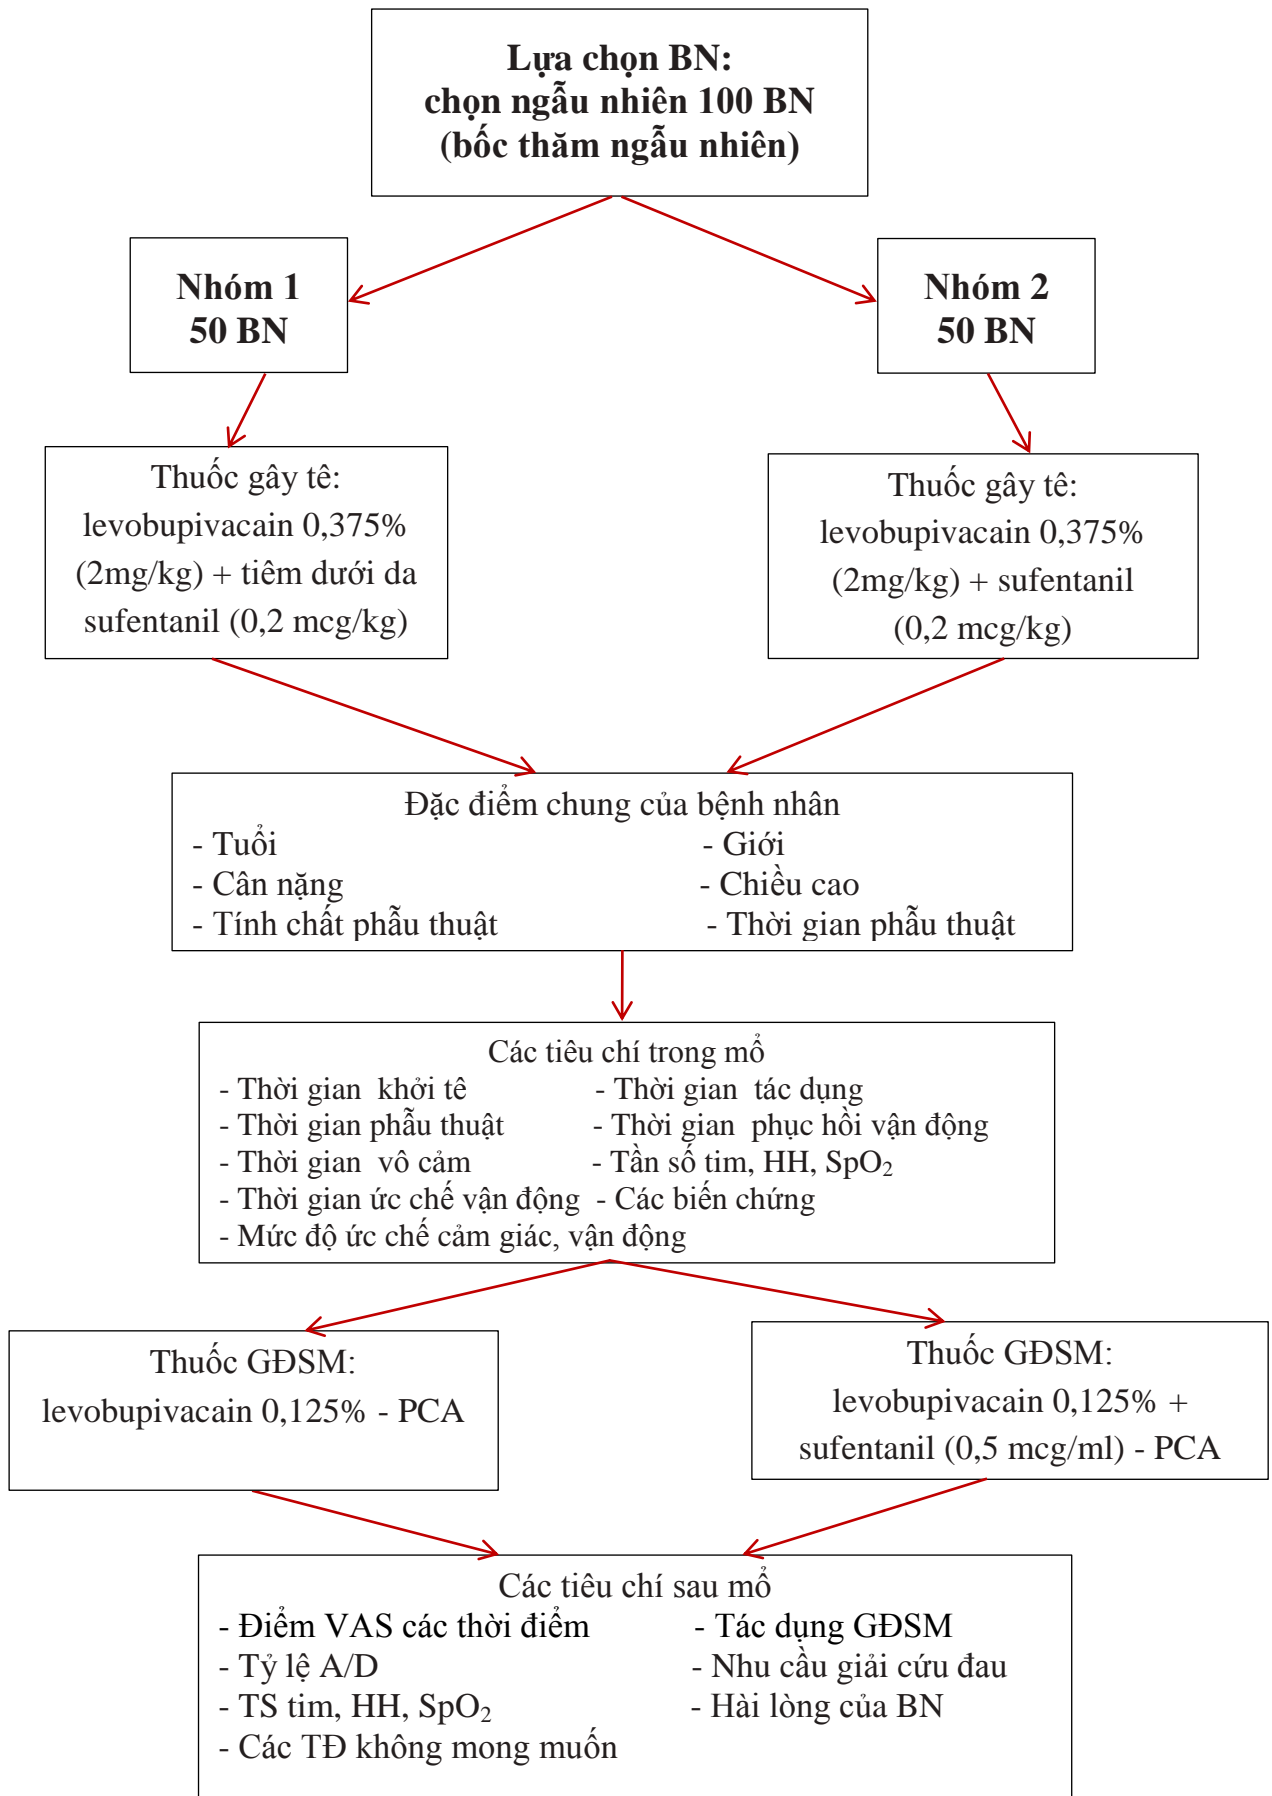 Lựa chọn BN:
chọn ngẫu nhiên 100 BN
(bốc thăm ngẫu nhiên)
Nhóm 1
50 BN
Nhóm 2
50 BN
Thuốc gây tê:
levobupivacain 0,375%
(2mg/kg) + tiêm dưới da
sufentanil (0,2 mcg/kg)
Thuốc gây tê:
levobupivacain 0,375%
(2mg/kg) + sufentanil
(0,2 mcg/kg)
Đặc điểm chung của bệnh nhân
- Tuổi - Giới
- Cân nặng - Chiều cao
- Tính chất phẫu thuật - Thời gian phẫu thuật
Các tiêu chí trong mổ
- Thời gian khởi tê - Thời gian tác dụng
- Thời gian phẫu thuật - Thời gian phục hồi vận động
- Thời gian vô cảm - Tần số tim, HH, SpO₂
- Thời gian ức chế vận động - Các biến chứng
- Mức độ ức chế cảm giác, vận động
Thuốc GĐSM:
levobupivacain 0,125% - PCA
Thuốc GĐSM:
levobupivacain 0,125% +
sufentanil (0,5 mcg/ml) - PCA
Các tiêu chí sau mổ
- Điểm VAS các thời điểm - Tác dụng GĐSM
- Tỷ lệ A/D - Nhu cầu giải cứu đau
- TS tim, HH, SpO₂ - Hài lòng của BN
- Các TĐ không mong muốn